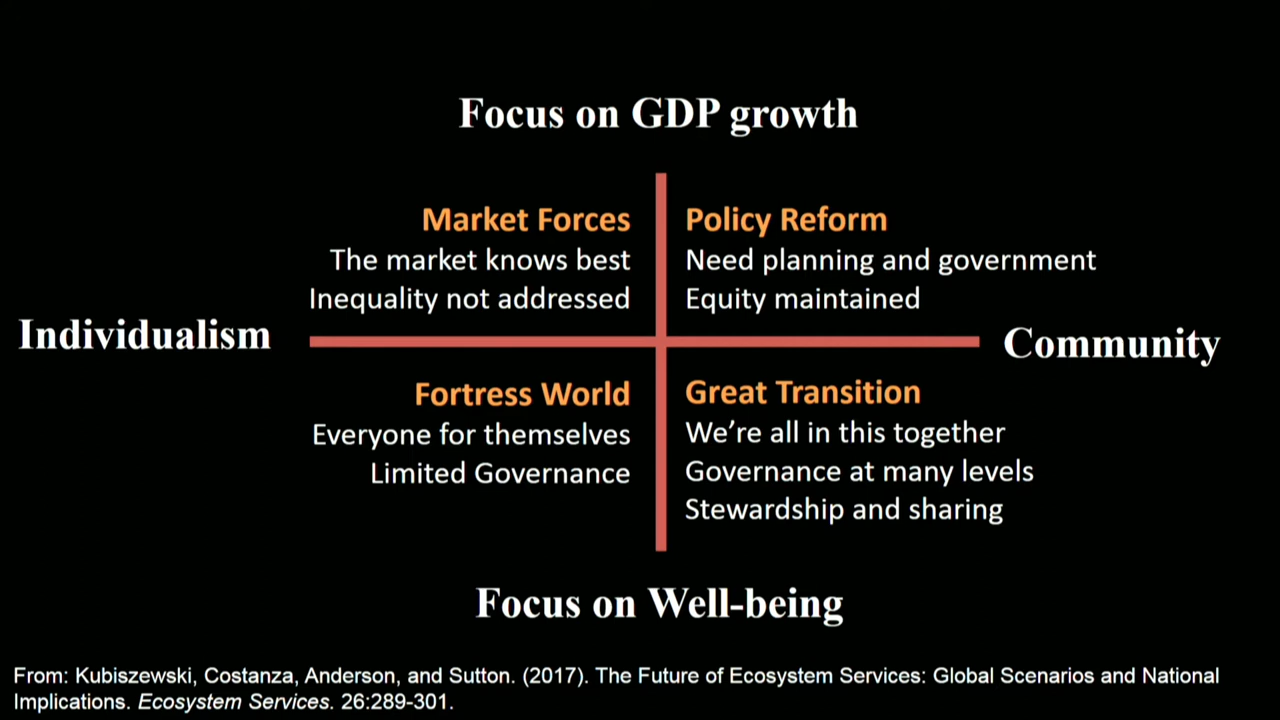 Focus on GDP growth
Market Forces
The market knows best
Inequality not addressed
Policy Reform
Need planning and government
Equity maintained
Individualism
Community
Fortress World
Everyone for themselves
Limited Governance
Great Transition
We’re all in this together
Governance at many levels
Stewardship and sharing
Focus on Well-being
From: Kubiszewski, Costanza, Anderson, and Sutton. (2017). The Future of Ecosystem Services: Global Scenarios and National
Implications. Ecosystem Services. 26:289-301.